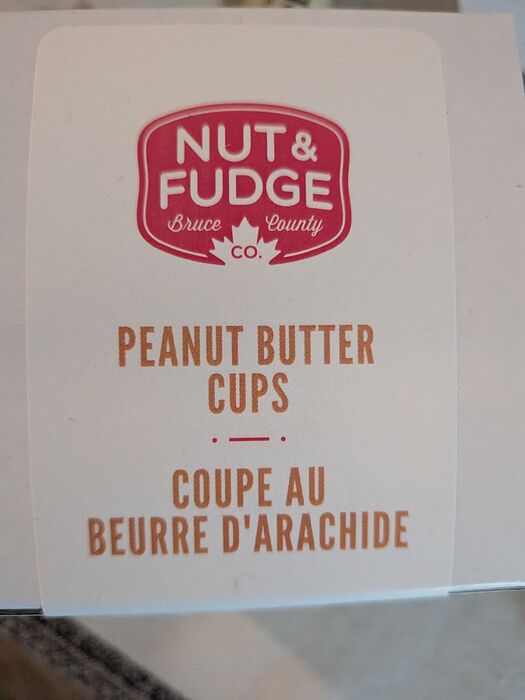 NUT &
FUDGE
Bruce County
CO.
PEANUT BUTTER
CUPS
COUPE AU
BEURRE D'ARACHIDE